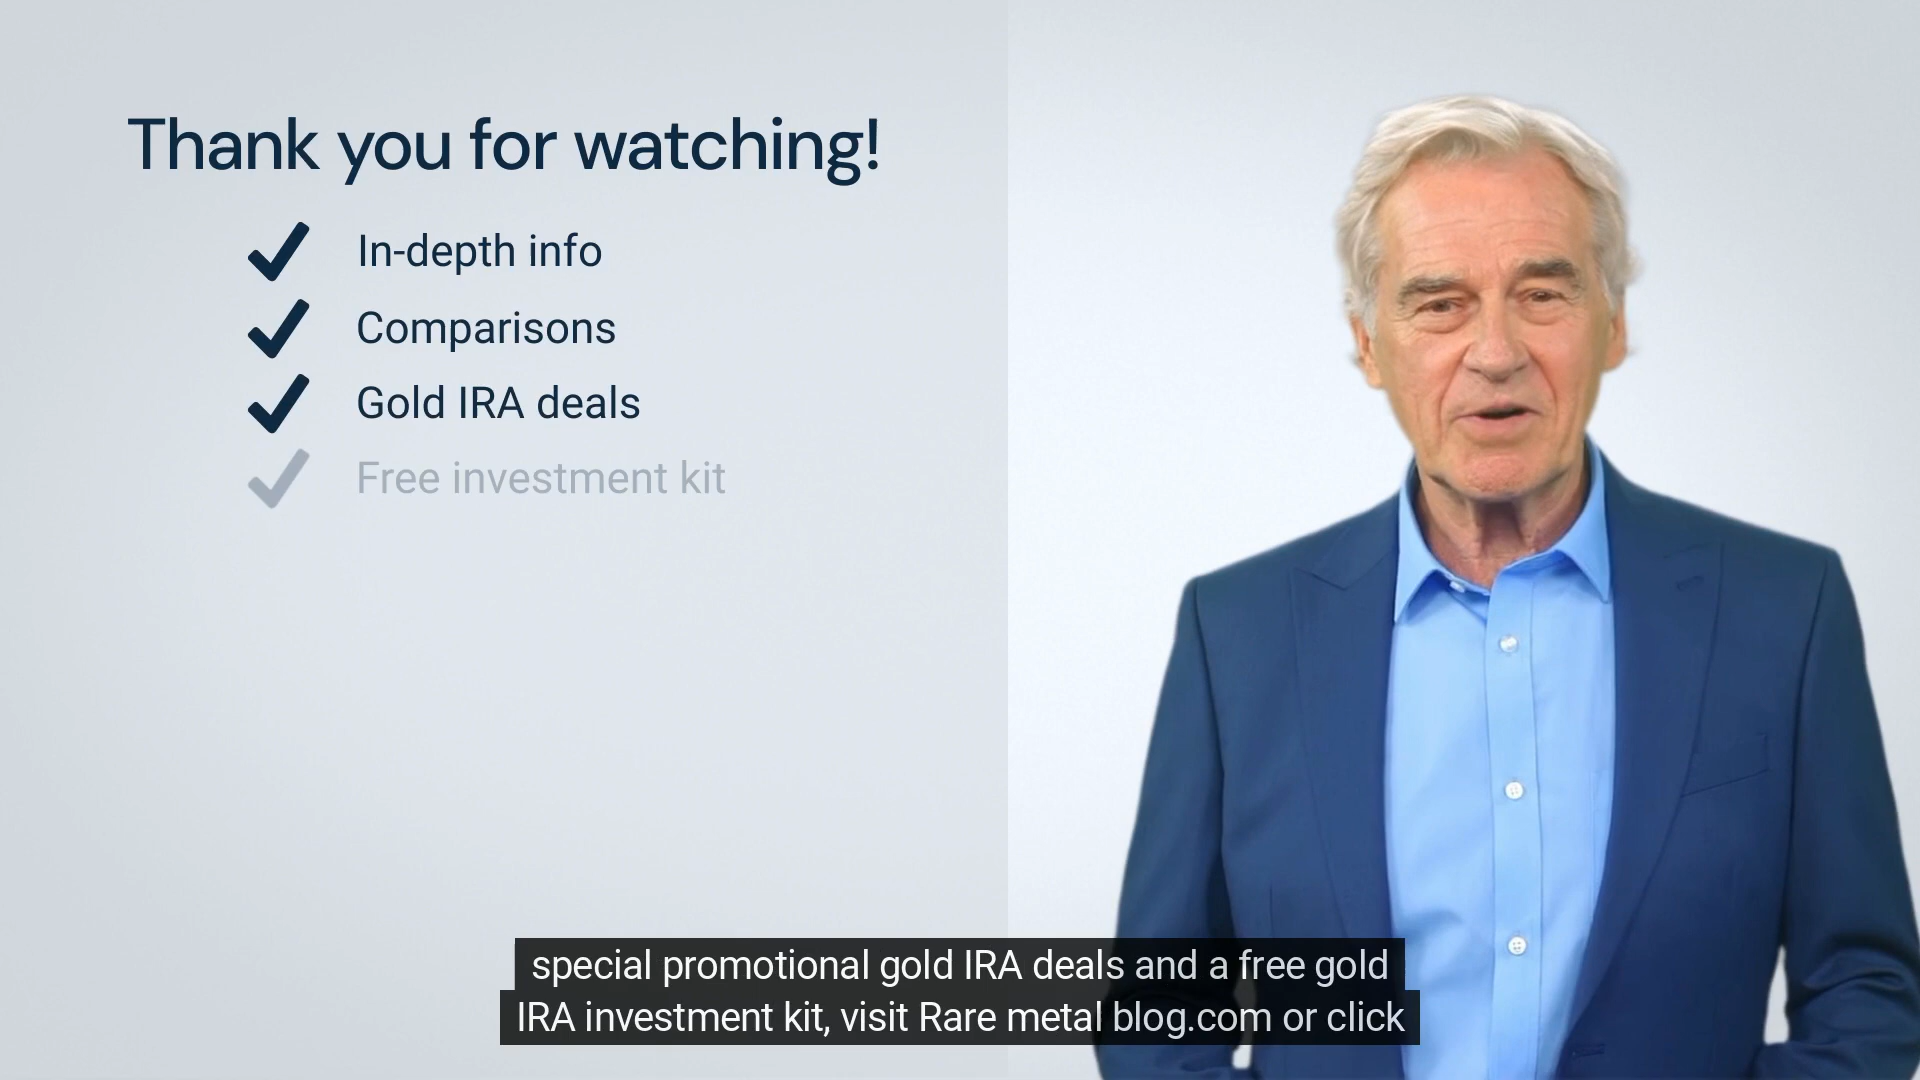 Thank you for watching!
In-depth info
Comparisons
Gold IRA deals
Free investment kit
special promotional gold IRA deals and a free gold
IRA investment kit, visit Rare metal blog.com or click